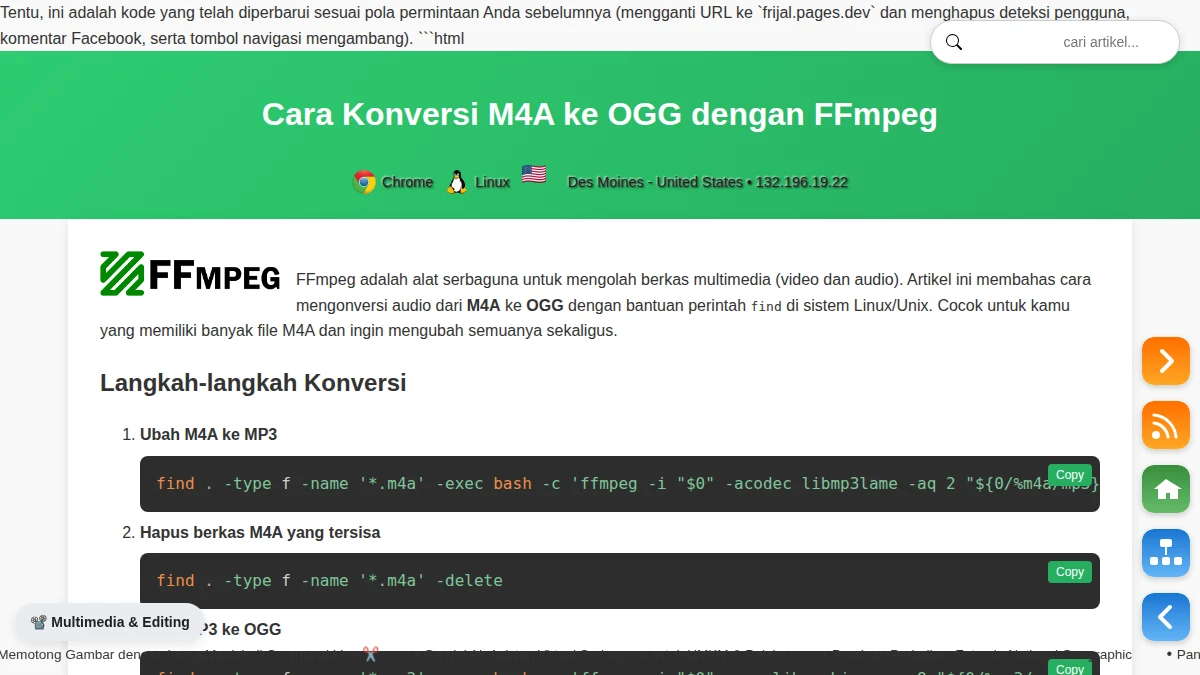 Tentu, ini adalah kode yang telah diperbarui sesuai pola permintaan Anda sebelumnya (mengganti URL ke `frijal.pages.dev` dan menghapus deteksi pengguna,
komentar Facebook, serta tombol navigasi mengambang). ```html
cari artikel...
Cara Konversi M4A ke OGG dengan FFmpeg
Chrome Linux Des Moines - United States • 132.196.19.22
FFMPEG
FFmpeg adalah alat serbaguna untuk mengolah berkas multimedia (video dan audio). Artikel ini membahas cara
mengonversi audio dari M4A ke OGG dengan bantuan perintah find di sistem Linux/Unix. Cocok untuk kamu
yang memiliki banyak file M4A dan ingin mengubah semuanya sekaligus.
Langkah-langkah Konversi
1. Ubah M4A ke MP3
Copy
find . -type f -name '*.m4a' -exec bash -c 'ffmpeg -i "$0" -acodec libmp3lame -aq 2 "${0/%m4a/mp3}
2. Hapus berkas M4A yang tersisa
Copy
find . -type f -name '*.m4a' -delete
P3 ke OGG
📽️ Multimedia & Editing
Memotong Gambar
Copy